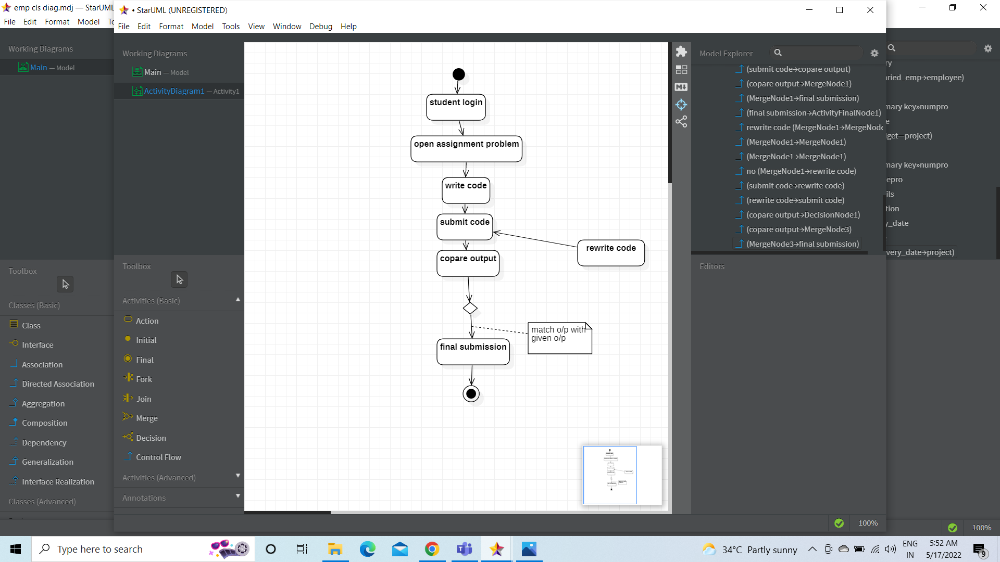 emp cls diag.mdj — StarUML
File Edit Format Model
Working Diagrams
Main — Model
Toolbox
Classes (Basic)
Class
Interface
Association
Directed Association
Aggregation
Composition
Dependency
Generalization
Interface Realization
Classes (Advanced)
• StarUML (UNREGISTERED)
File Edit Format Model Tools View Window Debug Help
Working Diagrams
Main — Model
ActivityDiagram1 — Activity1
Toolbox
Activities (Basic)
Action
Initial
Final
Fork
Join
Merge
Decision
Control Flow
Activities (Advanced)
Annotations
student login
open assignment problem
write code
submit code
rewrite code
copare output
match o/p with
given o/p
final submission
Model Explorer
(submit code→copare output)
(copare output→MergeNode1)
(MergeNode1→final submission)
(final submission→ActivityFinalNode1)
rewrite code (MergeNode1→MergeNode
(MergeNode1→MergeNode1)
(MergeNode1→MergeNode1)
no (MergeNode1→rewrite code)
(submit code→rewrite code)
(rewrite code→submit code)
(copare output→DecisionNode1)
(copare output→MergeNode3)
(MergeNode3→final submission)
Editors
100%
ry
ried_emp→employee)
nary key»numpro
e
get—project)
nary key»numpro
epro
ils
tion
y_date
very_date→project)
100%
Type here to search
34°C Partly sunny
ENG
IN
5:52 AM
5/17/2022
9